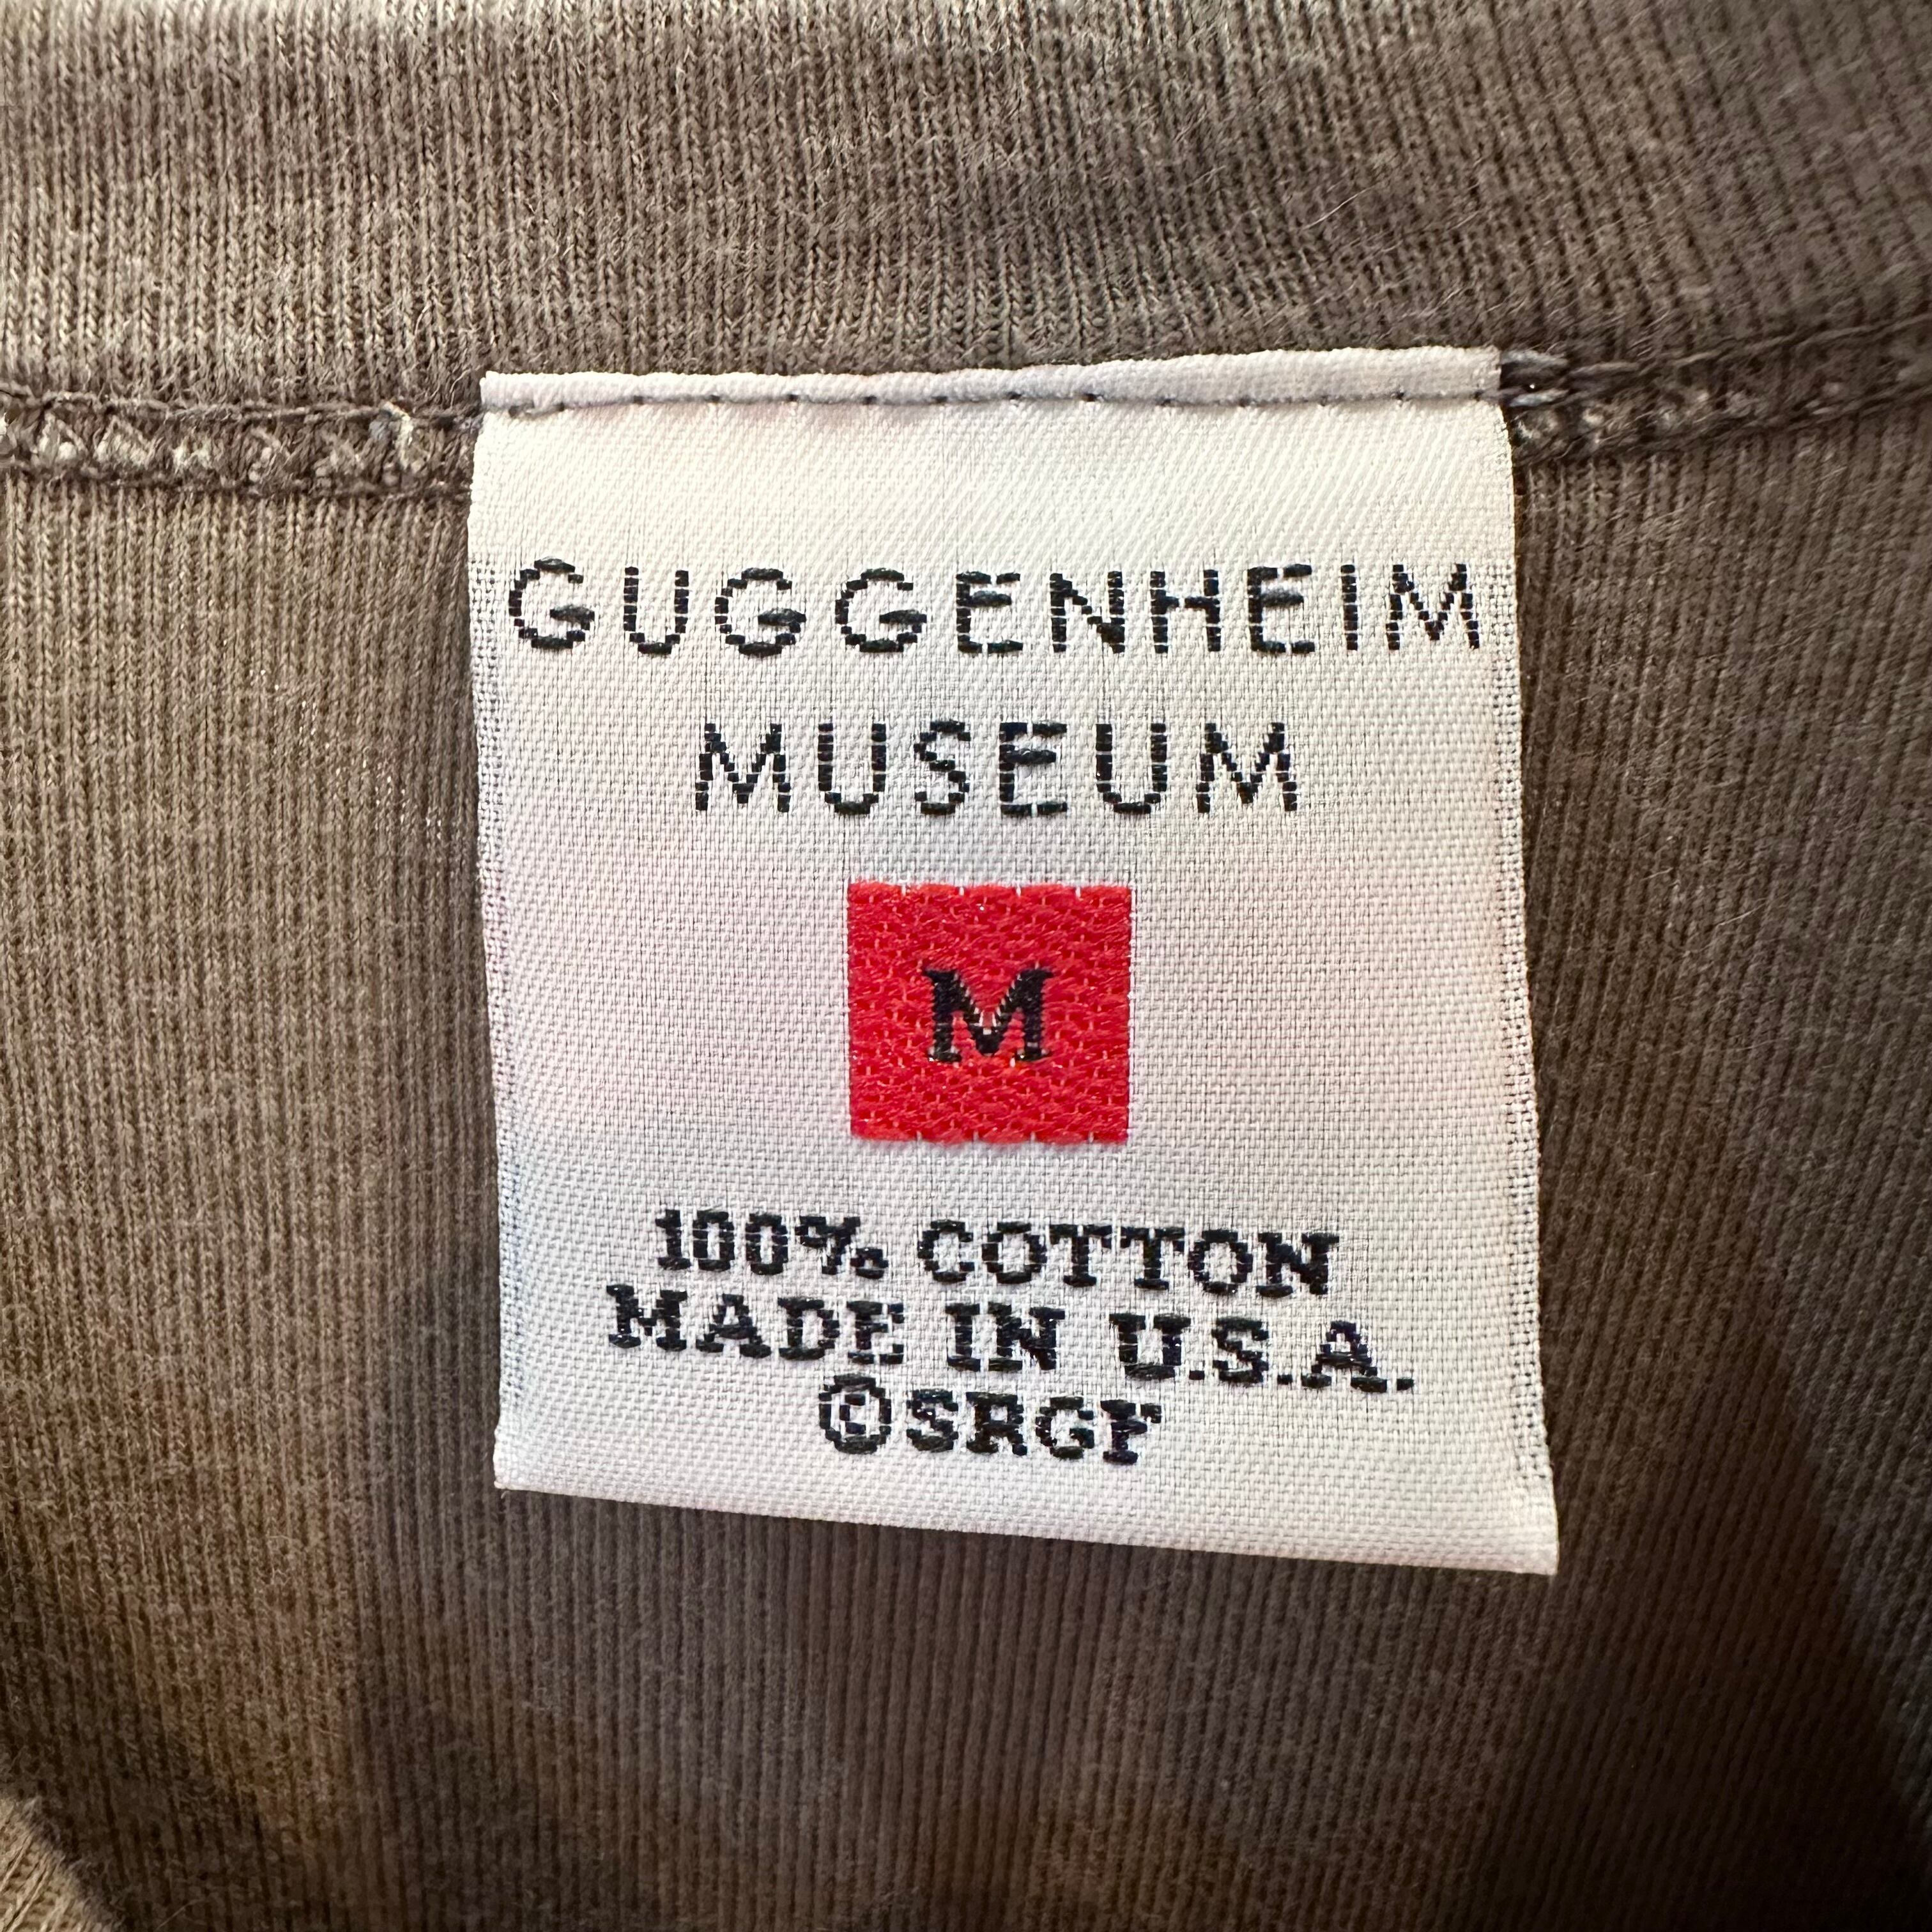 GUGGENHEIM
MUSEUM
M
100% COTTON
MADE IN U.S.A.
©SRGF